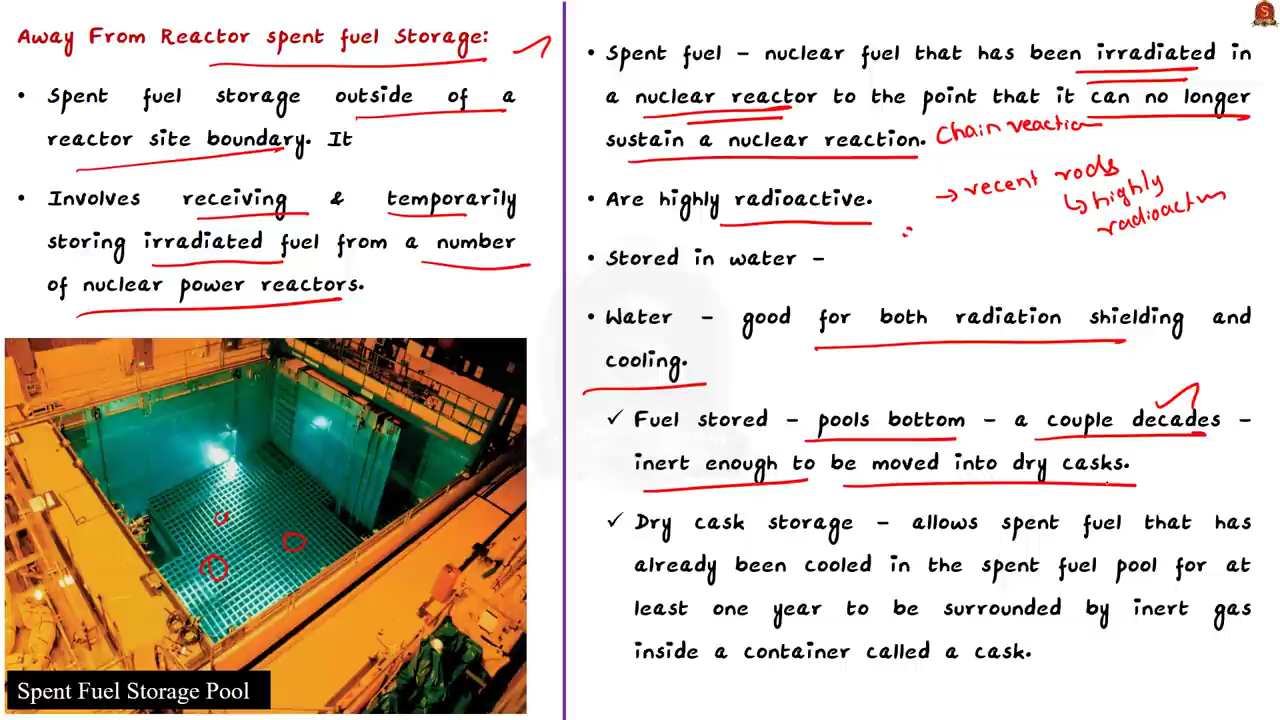 Away From Reactor spent fuel Storage:
• Spent fuel storage outside of a
reactor site boundary. It
• Involves receiving & temporarily
storing irradiated fuel from a number
of nuclear power reactors.
Spent Fuel Storage Pool
• Spent fuel – nuclear fuel that has been irradiated in
a nuclear reactor to the point that it can no longer
sustain a nuclear reaction. Chain reaction
• Are highly radioactive.
→ recent rods
↳ highly
• Stored in water –
• Water – good for both radiation shielding and
cooling.
✓ Fuel stored – pools bottom – a couple decades –
inert enough to be moved into dry casks.
✓ Dry cask storage – allows spent fuel that has
already been cooled in the spent fuel pool for at
least one year to be surrounded by inert gas
inside a container called a cask.